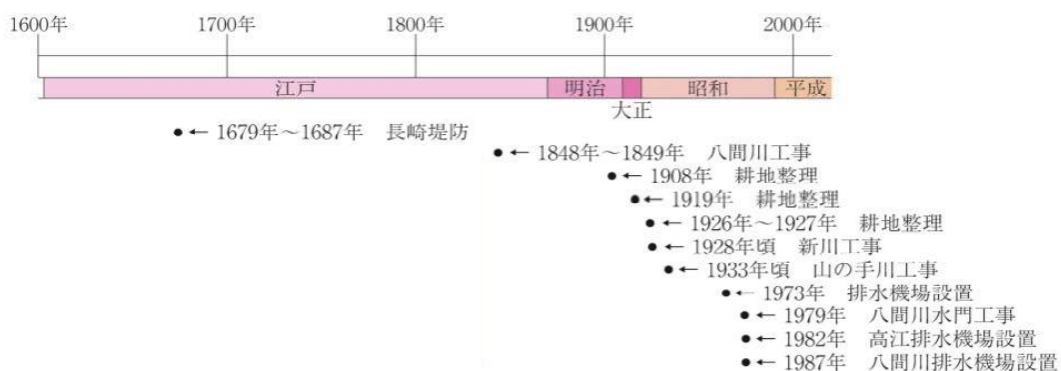 1600年 1700年 1800年 1900年 2000年
江戸 明治 昭和 平成
大正
1679年～1687年 長崎堤防
1848年～1849年 八間川工事
1908年 耕地整理
1919年 耕地整理
1926年～1927年 耕地整理
1928年頃 新川工事
1933年頃 山の手川工事
1973年 排水機場設置
1979年 八間川水門工事
1982年 高江排水機場設置
1987年 八間川排水機場設置